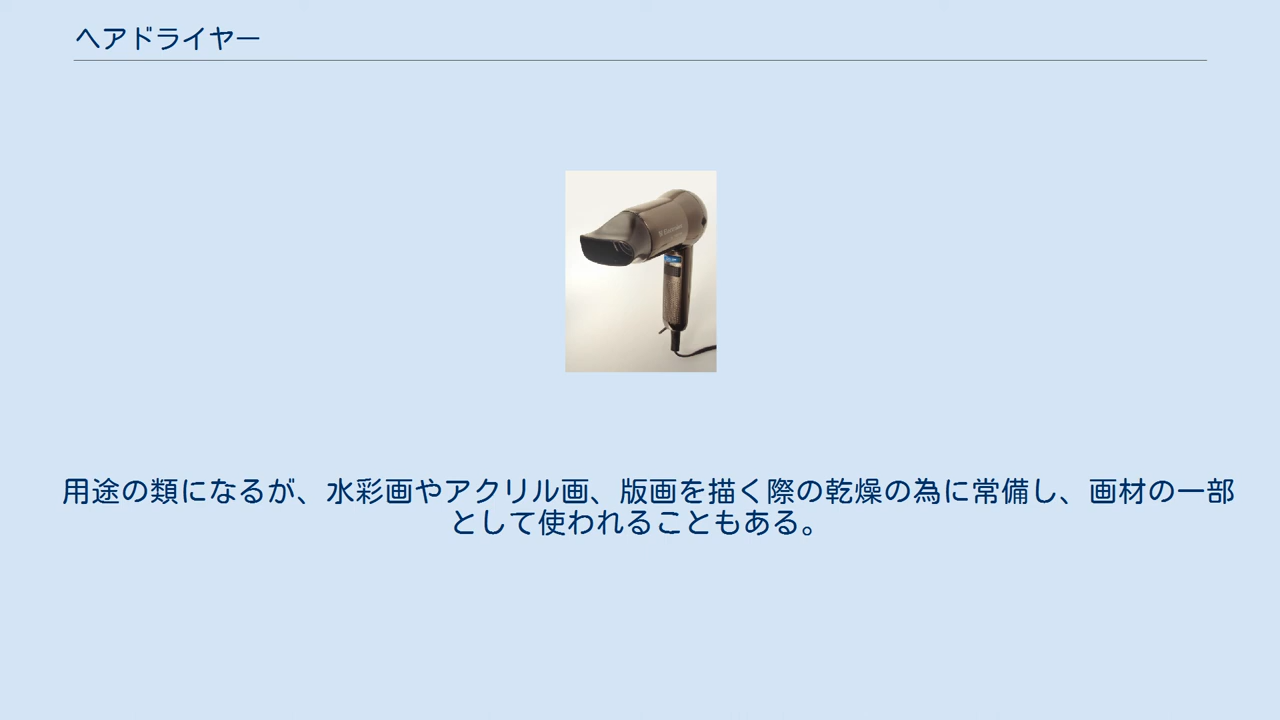 ヘアドライヤー
用途の類になるが、水彩画やアクリル画、版画を描く際の乾燥の為に常備し、画材の一部
として使われることもある。